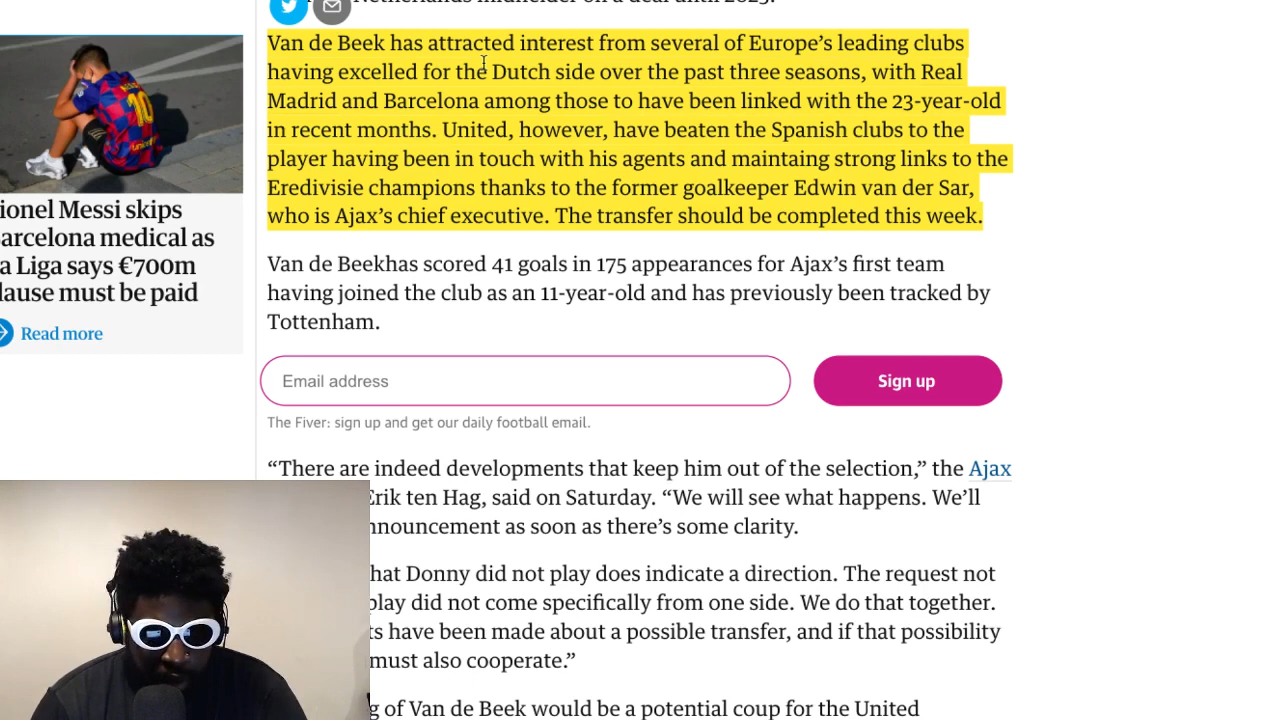 Netherlands midfielder on a deal until 2025.
Van de Beek has attracted interest from several of Europe’s leading clubs
having excelled for the Dutch side over the past three seasons, with Real
Madrid and Barcelona among those to have been linked with the 23-year-old
in recent months. United, however, have beaten the Spanish clubs to the
player having been in touch with his agents and maintaing strong links to the
Eredivisie champions thanks to the former goalkeeper Edwin van der Sar,
who is Ajax’s chief executive. The transfer should be completed this week.
ionel Messi skips
arcelona medical as
a Liga says €700m
lause must be paid
Read more
Van de Beekhas scored 41 goals in 175 appearances for Ajax’s first team
having joined the club as an 11-year-old and has previously been tracked by
Tottenham.
Email address
Sign up
The Fiver: sign up and get our daily football email.
“There are indeed developments that keep him out of the selection,” the Ajax
Erik ten Hag, said on Saturday. “We will see what happens. We’ll
nnouncement as soon as there’s some clarity.
hat Donny did not play does indicate a direction. The request not
play did not come specifically from one side. We do that together.
ts have been made about a possible transfer, and if that possibility
must also cooperate.”
g of Van de Beek would be a potential coup for the United